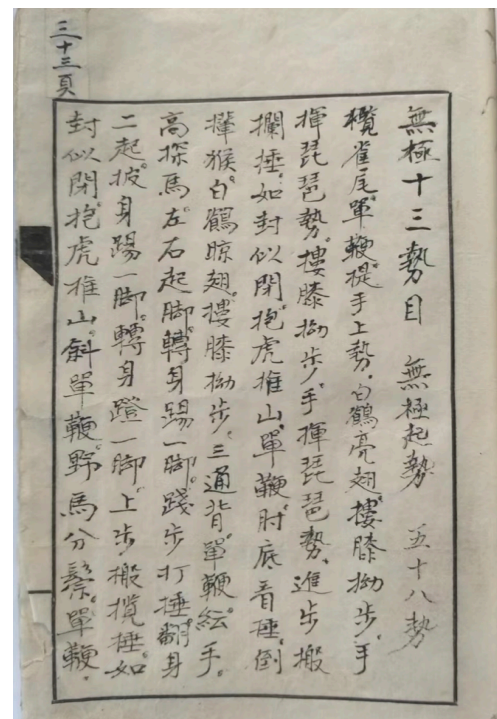 三十三頁
無極十三勢目　無極起勢　五十八勢
欖雀尾。單鞭。提手上勢。白鶴亮翅。摟膝拗步。手
揮琵琶勢。摟膝拗步。手揮琵琶勢。進步搬
攔捶。如封似閉。抱虎推山。單鞭。肘底看捶。倒
攆猴。白鶴晾翅。摟膝拗步。三通背。單鞭。紜手。
高探馬。左右起脚。轉身踢一脚。踐步打捶。翻身
二起。披身踢一脚。轉身蹬一脚。上步。搬攬捶。如
封似閉。抱虎推山。斜單鞭。野馬分鬃。單鞭。